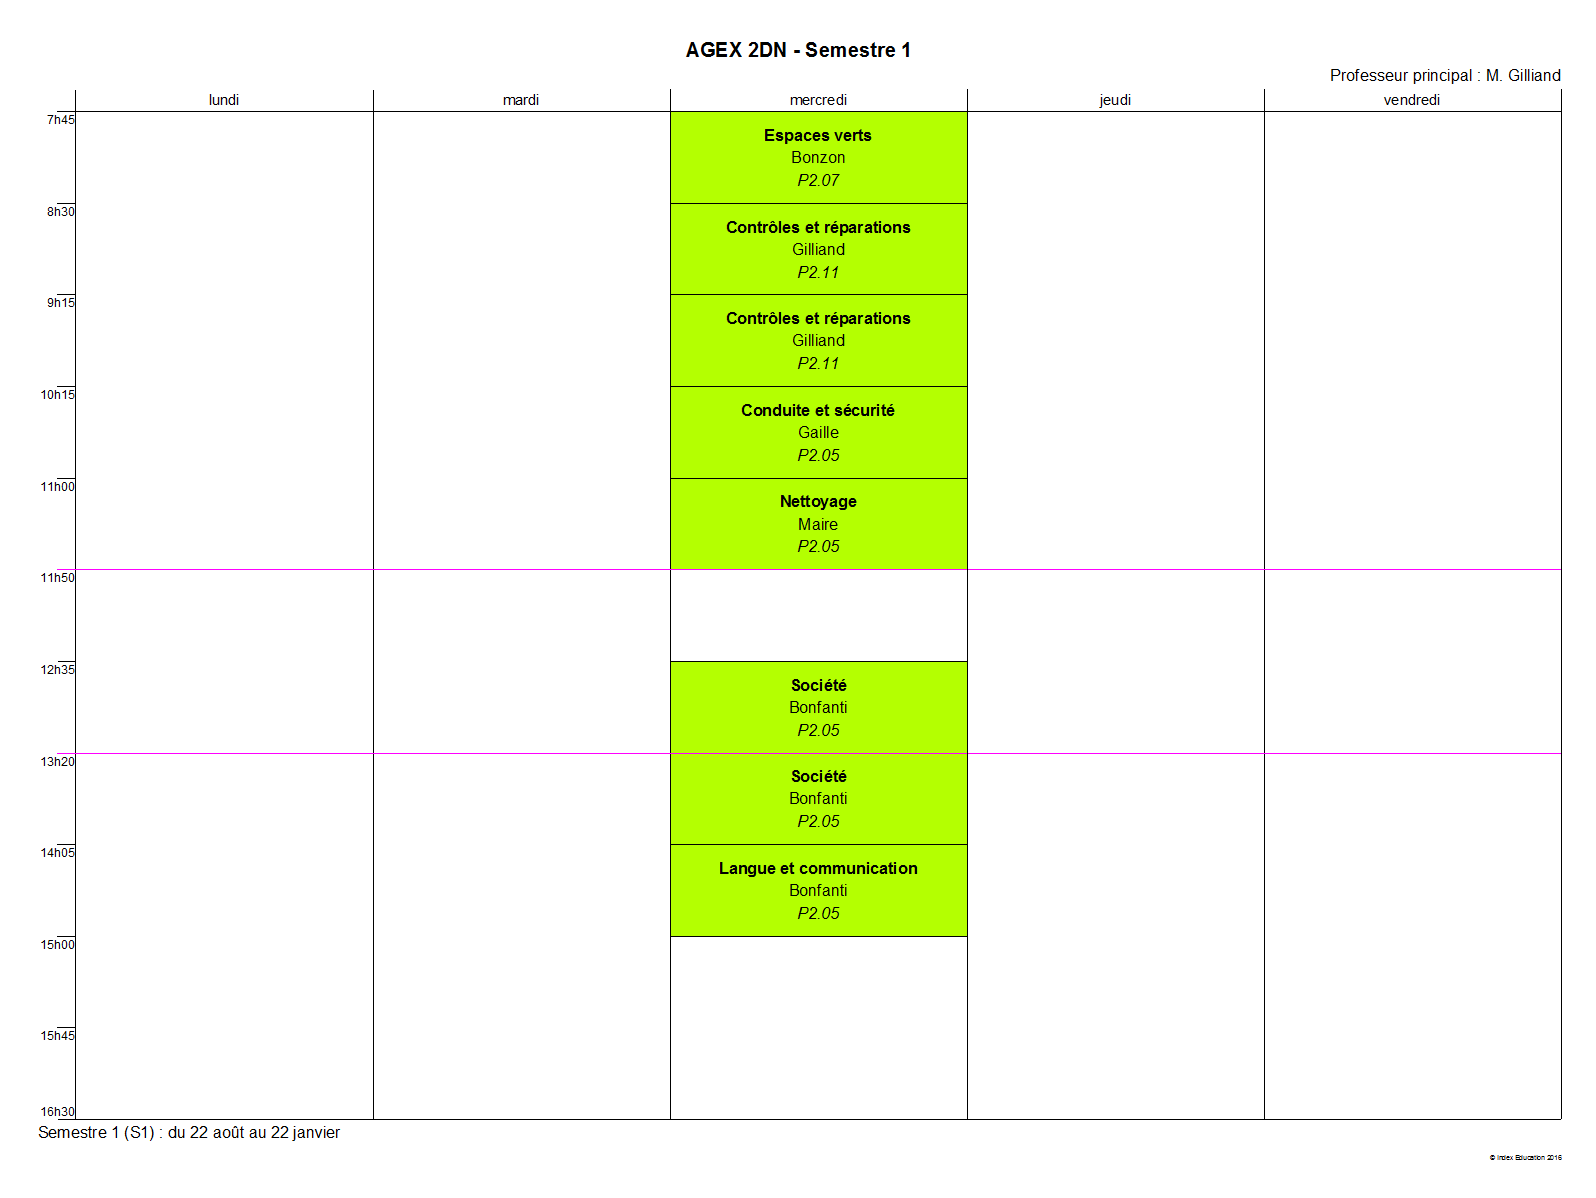 AGEX 2DN - Semestre 1
Professeur principal : M. Gilliand
lundi mardi mercredi jeudi vendredi
7h45
Espaces verts
Bonzon
P2.07
8h30
Contrôles et réparations
Gilliand
P2.11
9h15
Contrôles et réparations
Gilliand
P2.11
10h15
Conduite et sécurité
Gaille
P2.05
11h00
Nettoyage
Maire
P2.05
11h50
12h35
Société
Bonfanti
P2.05
13h20
Société
Bonfanti
P2.05
14h05
Langue et communication
Bonfanti
P2.05
15h00
15h45
16h30
Semestre 1 (S1) : du 22 août au 22 janvier
© Index Education 2016